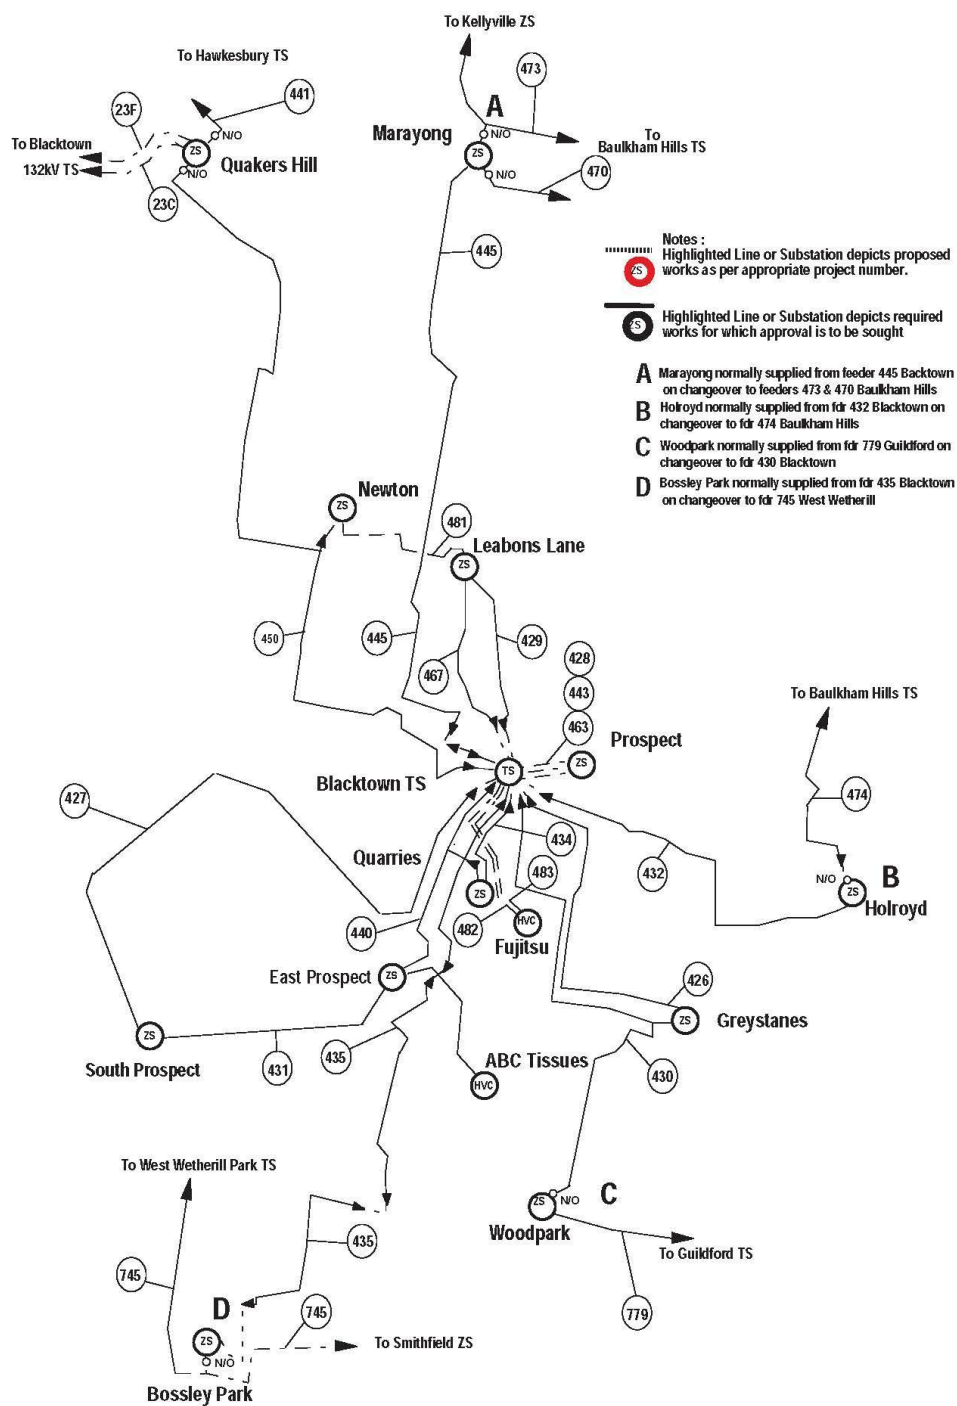 To Kellyville ZS
To Hawkesbury TS
473
441
23F
A
N/O
Marayong
N/O
To
Baulkham Hills TS
To Blacktown
132kV TS
ZS
Quakers Hill
N/O
ZS
N/O
470
23C
445
Notes :
Highlighted Line or Substation depicts proposed
works as per appropriate project number.
ZS
Highlighted Line or Substation depicts required
works for which approval is to be sought
ZS
A Marayong normally supplied from feeder 445 Backtown
on changeover to feeders 473 & 470 Baulkham Hills
B Holroyd normally supplied from fdr 432 Blacktown on
changeover to fdr 474 Baulkham Hills
C Woodpark normally supplied from fdr 779 Guildford on
changeover to fdr 430 Blacktown
D Bossley Park normally supplied from fdr 435 Blacktown
on changeover to fdr 745 West Wetherill
Newton
ZS
481
Leabons Lane
ZS
450
445
429
467
428
443
463
To Baulkham Hills TS
Prospect
ZS
Blacktown TS
TS
427
474
434
432
Quarries
ZS
483
N/O
B
ZS
Holroyd
440
482
HVC
Fujitsu
East Prospect
ZS
426
Greystanes
ZS
ZS
South Prospect
431
435
ABC Tissues
HVC
430
To West Wetherill Park TS
C
ZS
N/O
Woodpark
435
To Guildford TS
745
D
745
779
ZS
N/O
To Smithfield ZS
Bossley Park